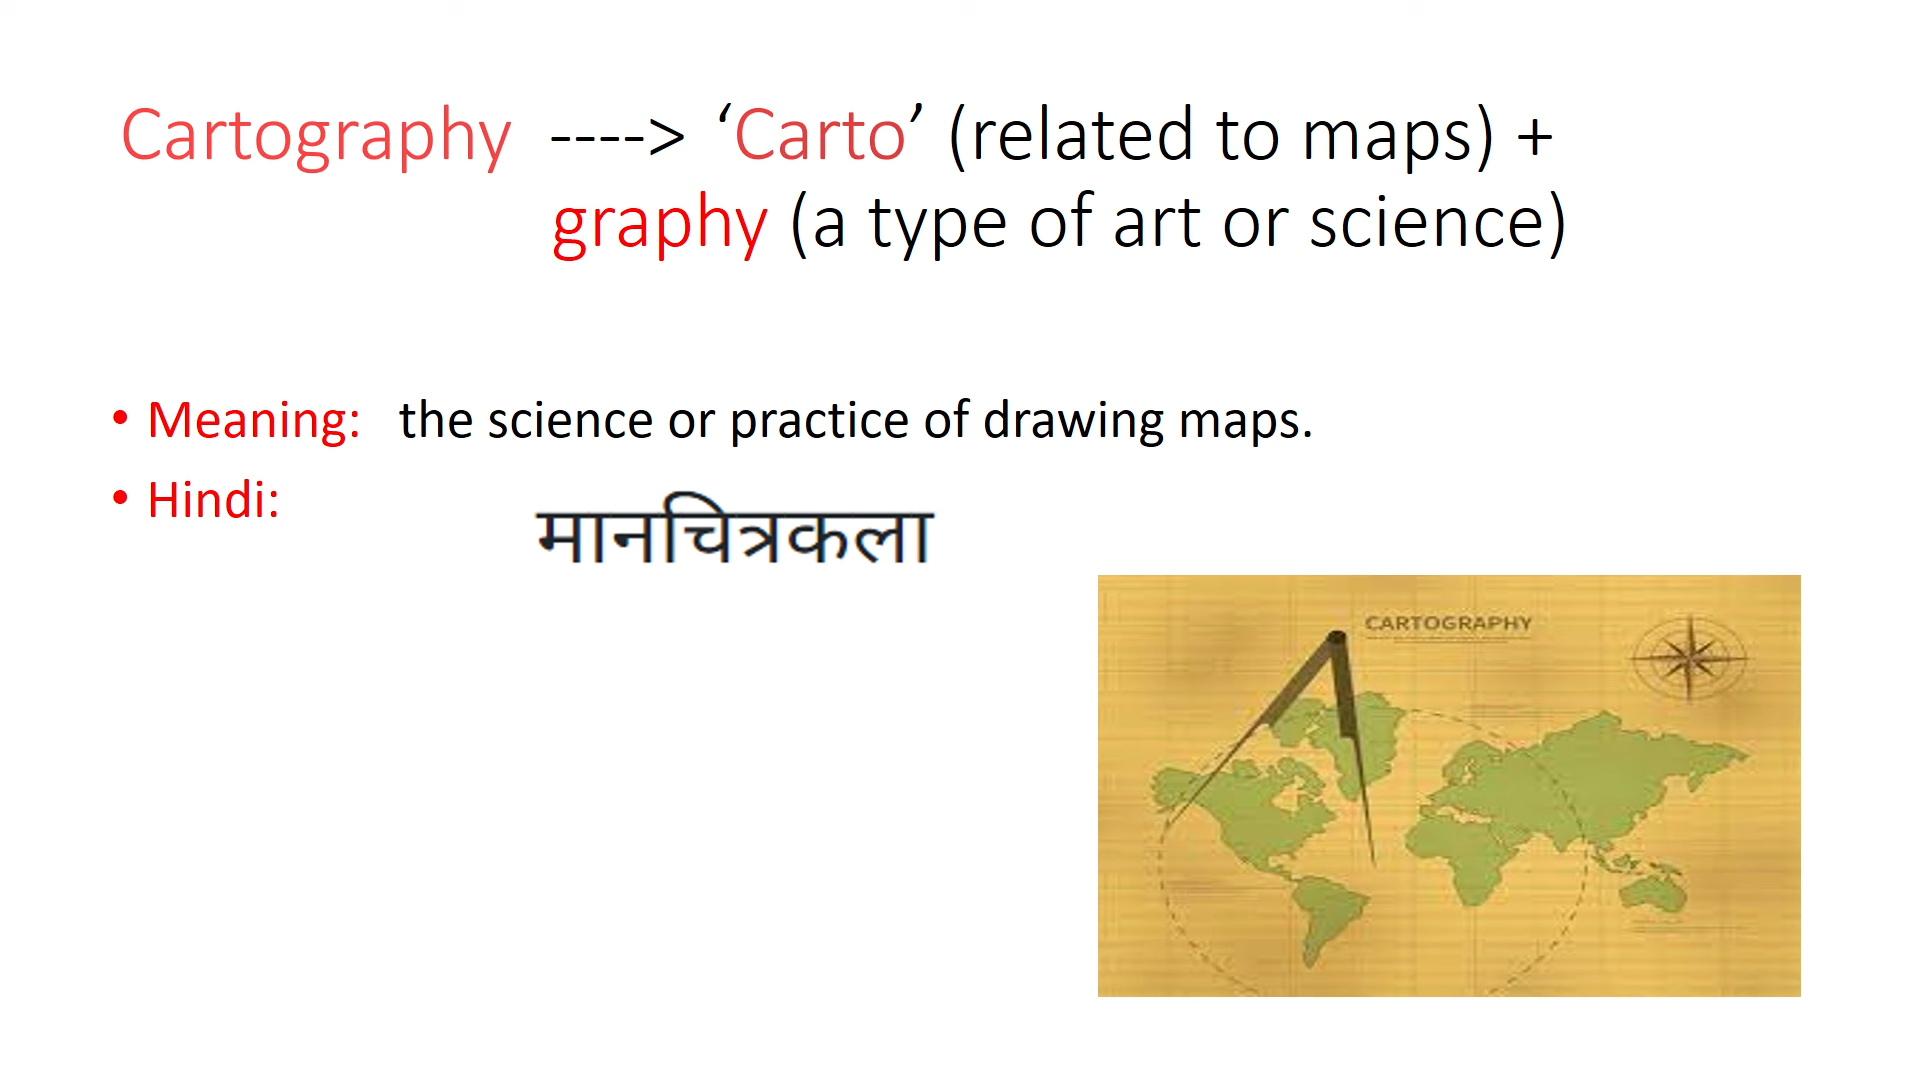 Cartography ----> ‘Carto’ (related to maps) +
graphy (a type of art or science)
• Meaning: the science or practice of drawing maps.
• Hindi:
मानचित्रकला
CARTOGRAPHY